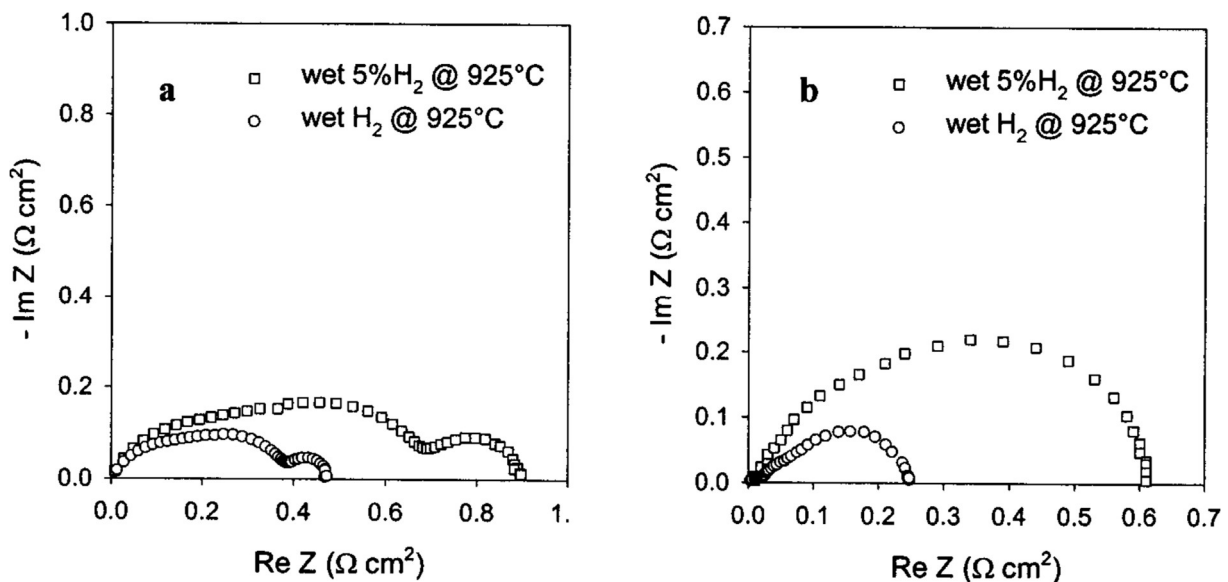 1.0
0.8
0.6
0.4
0.2
0.0
- Im Z (Ω cm²)
a
wet 5%H₂ @ 925°C
wet H₂ @ 925°C
0.0 0.2 0.4 0.6 0.8 1.
Re Z (Ω cm²)
0.7
0.6
0.5
0.4
0.3
0.2
0.1
0.0
- Im Z (Ω cm²)
b
wet 5%H₂ @ 925°C
wet H₂ @ 925°C
0.0 0.1 0.2 0.3 0.4 0.5 0.6 0.7
Re Z (Ω cm²)